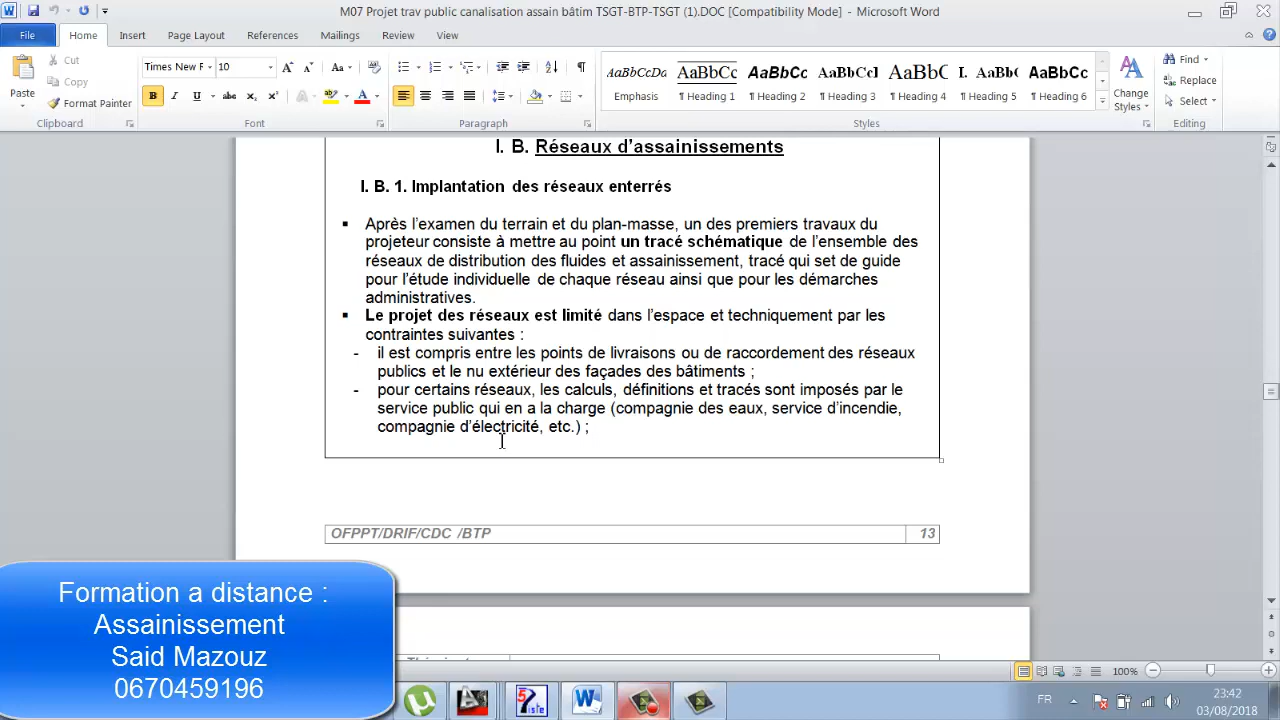 M07 Projet trav public canalisation assain bâtim TSGT-BTP-TSGT (1).DOC [Compatibility Mode] - Microsoft Word
File Home Insert Page Layout References Mailings Review View
Cut
Copy
Format Painter
Paste
Clipboard
Times New F 10
Font
Paragraph
AaBbCcDa AaBbCc AaBbCc AaBbCcI AaBbC I. AaBbC AaBbCc
Emphasis ¶ Heading 1 ¶ Heading 2 ¶ Heading 3 ¶ Heading 4 ¶ Heading 5 ¶ Heading 6
Change Styles
Styles
Find
Replace
Select
Editing
I. B. Réseaux d'assainissements
I. B. 1. Implantation des réseaux enterrés
▪ Après l'examen du terrain et du plan-masse, un des premiers travaux du
projeteur consiste à mettre au point un tracé schématique de l'ensemble des
réseaux de distribution des fluides et assainissement, tracé qui set de guide
pour l'étude individuelle de chaque réseau ainsi que pour les démarches
administratives.
▪ Le projet des réseaux est limité dans l'espace et techniquement par les
contraintes suivantes :
- il est compris entre les points de livraisons ou de raccordement des réseaux
publics et le nu extérieur des façades des bâtiments ;
- pour certains réseaux, les calculs, définitions et tracés sont imposés par le
service public qui en a la charge (compagnie des eaux, service d'incendie,
compagnie d'électricité, etc.) ;
OFPPT/DRIF/CDC /BTP 13
Formation a distance :
Assainissement
Said Mazouz
0670459196
100%
FR
23:42
03/08/2018